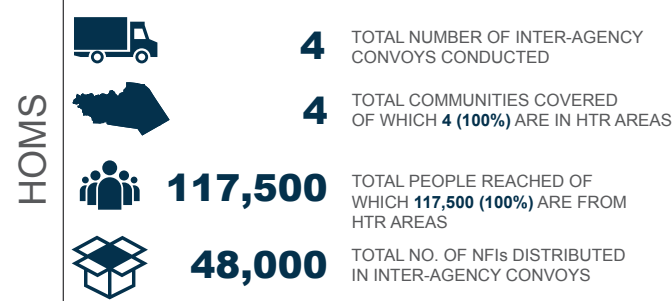 HOMS
4
TOTAL NUMBER OF INTER-AGENCY
CONVOYS CONDUCTED
4
TOTAL COMMUNITIES COVERED
OF WHICH 4 (100%) ARE IN HTR AREAS
117,500
TOTAL PEOPLE REACHED OF
WHICH 117,500 (100%) ARE FROM
HTR AREAS
48,000
TOTAL NO. OF NFIs DISTRIBUTED
IN INTER-AGENCY CONVOYS